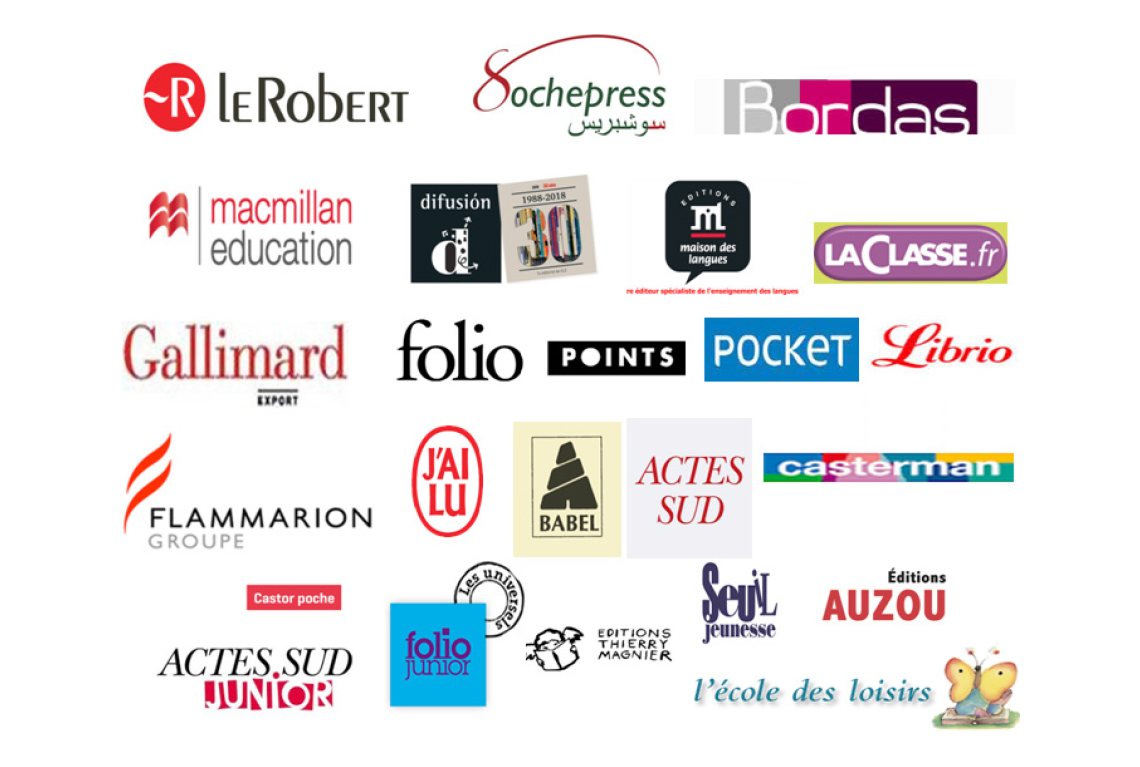 ~R leRobert
Sochepress
سوشبريس
Bordas
macmillan
education
difusión
d
1988-2018
30
EDITIONS
maison des
langues
re éditeur spécialiste de l'enseignement des langues
LACLASSE.fr
Gallimard
EXPORT
folio
POINTS
POCKET
Librio
FLAMMARION
GROUPE
J'AI
LU
BABEL
ACTES
SUD
casterman
Castor poche
ACTES SUD
JUNIOR
Les universels
folio
junior
EDITIONS
THIERRY
MAGNIER
SeuiL
jeunesse
Éditions
AUZOU
l'école des loisirs